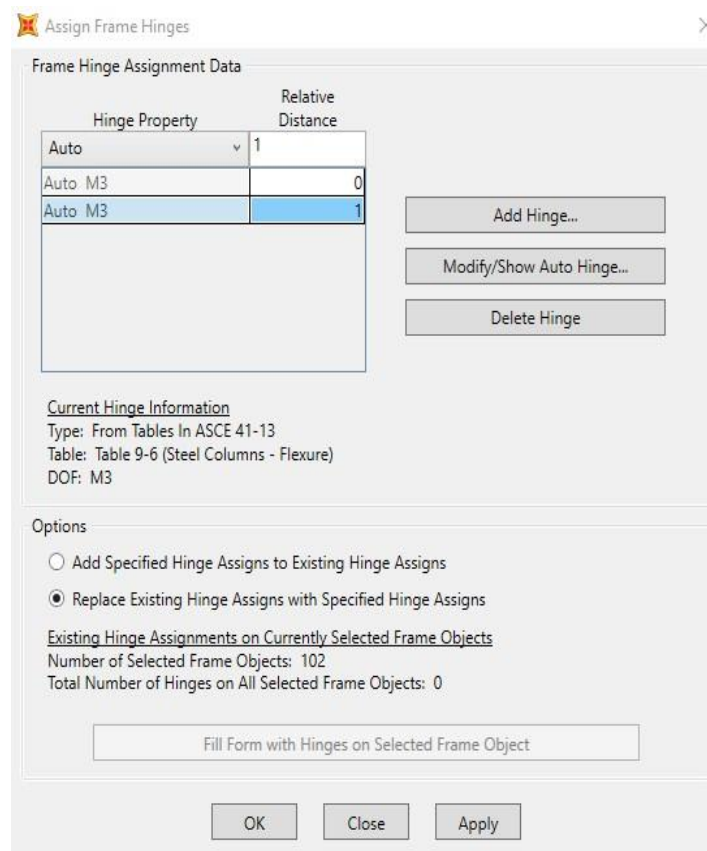 Assign Frame Hinges
Frame Hinge Assignment Data
Hinge Property
Relative
Distance
Auto
1
Auto M3
0
Auto M3
1
Add Hinge...
Modify/Show Auto Hinge...
Delete Hinge
Current Hinge Information
Type: From Tables In ASCE 41-13
Table: Table 9-6 (Steel Columns - Flexure)
DOF: M3
Options
Add Specified Hinge Assigns to Existing Hinge Assigns
Replace Existing Hinge Assigns with Specified Hinge Assigns
Existing Hinge Assignments on Currently Selected Frame Objects
Number of Selected Frame Objects: 102
Total Number of Hinges on All Selected Frame Objects: 0
Fill Form with Hinges on Selected Frame Object
OK
Close
Apply